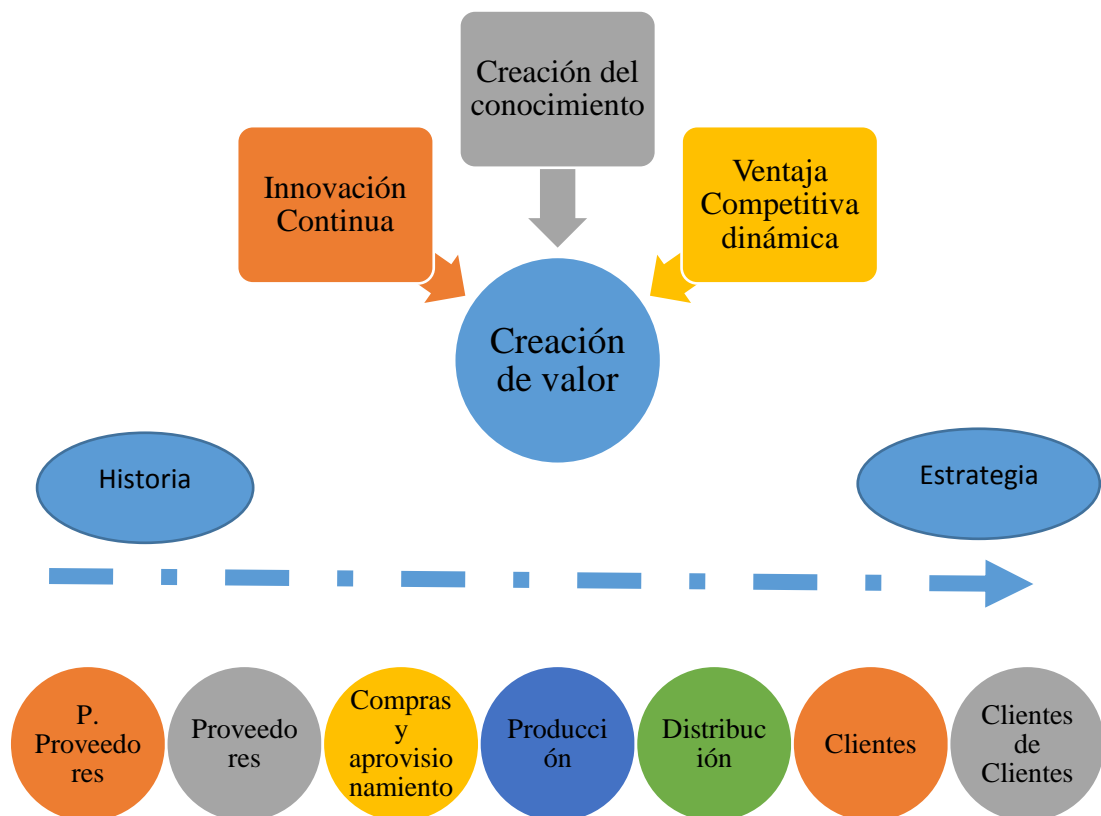 Creación del
conocimiento
Innovación
Continua
Ventaja
Competitiva
dinámica
Creación
de valor
Historia
Estrategia
P.
Proveedo
res
Proveedo
res
Compras
y
aprovisio
namiento
Producci
ón
Distribuc
ión
Clientes
Clientes
de
Clientes